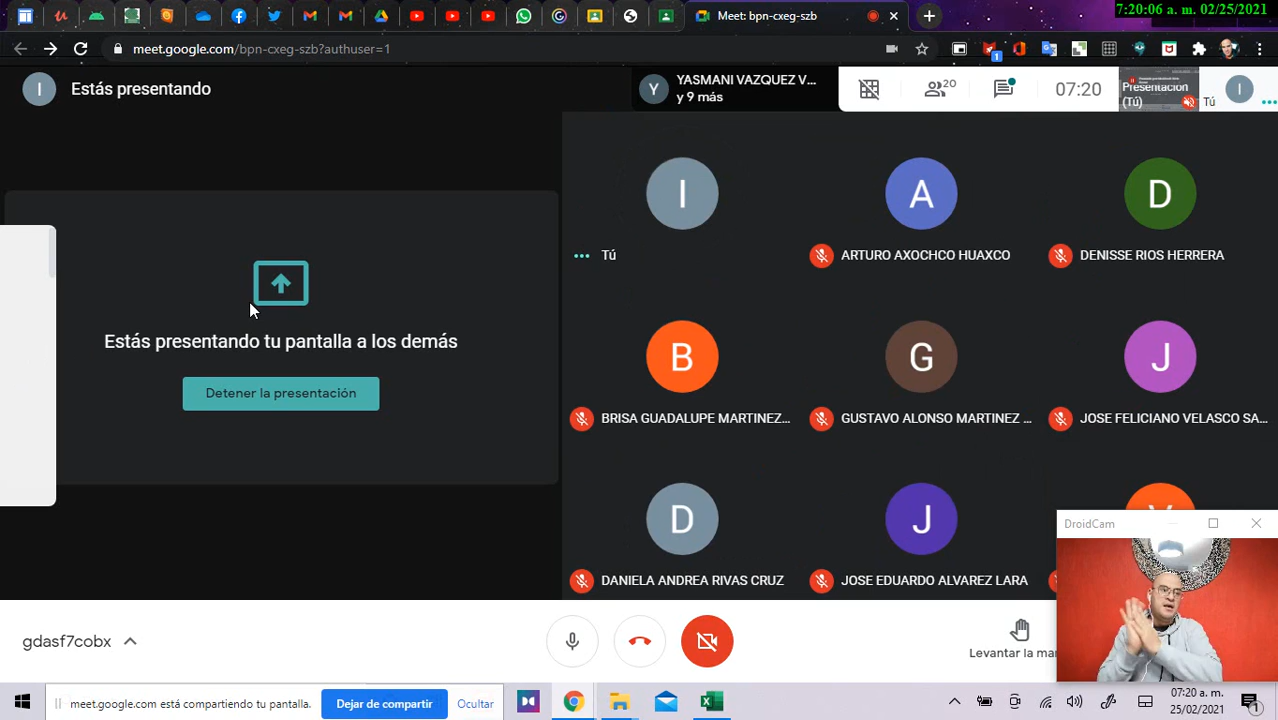 7:20:06 a. m. 02/25/2021
Meet: bpn-cxeg-szb
meet.google.com/bpn-cxeg-szb?authuser=1
1
I
Estás presentando
Y
YASMANI VAZQUEZ V...
y 9 más
20
07:20
Presentación
(Tú)
Tú
I
I
Tú
A
ARTURO AXOCHCO HUAXCO
D
DENISSE RIOS HERRERA
Estás presentando tu pantalla a los demás
Detener la presentación
B
BRISA GUADALUPE MARTINEZ...
G
GUSTAVO ALONSO MARTINEZ ...
J
JOSE FELICIANO VELASCO SA...
D
DANIELA ANDREA RIVAS CRUZ
J
JOSE EDUARDO ALVAREZ LARA
DroidCam
gdasf7cobx
Levantar la ma
meet.google.com está compartiendo tu pantalla.
Dejar de compartir
Ocultar
07:20 a. m.
25/02/2021
1